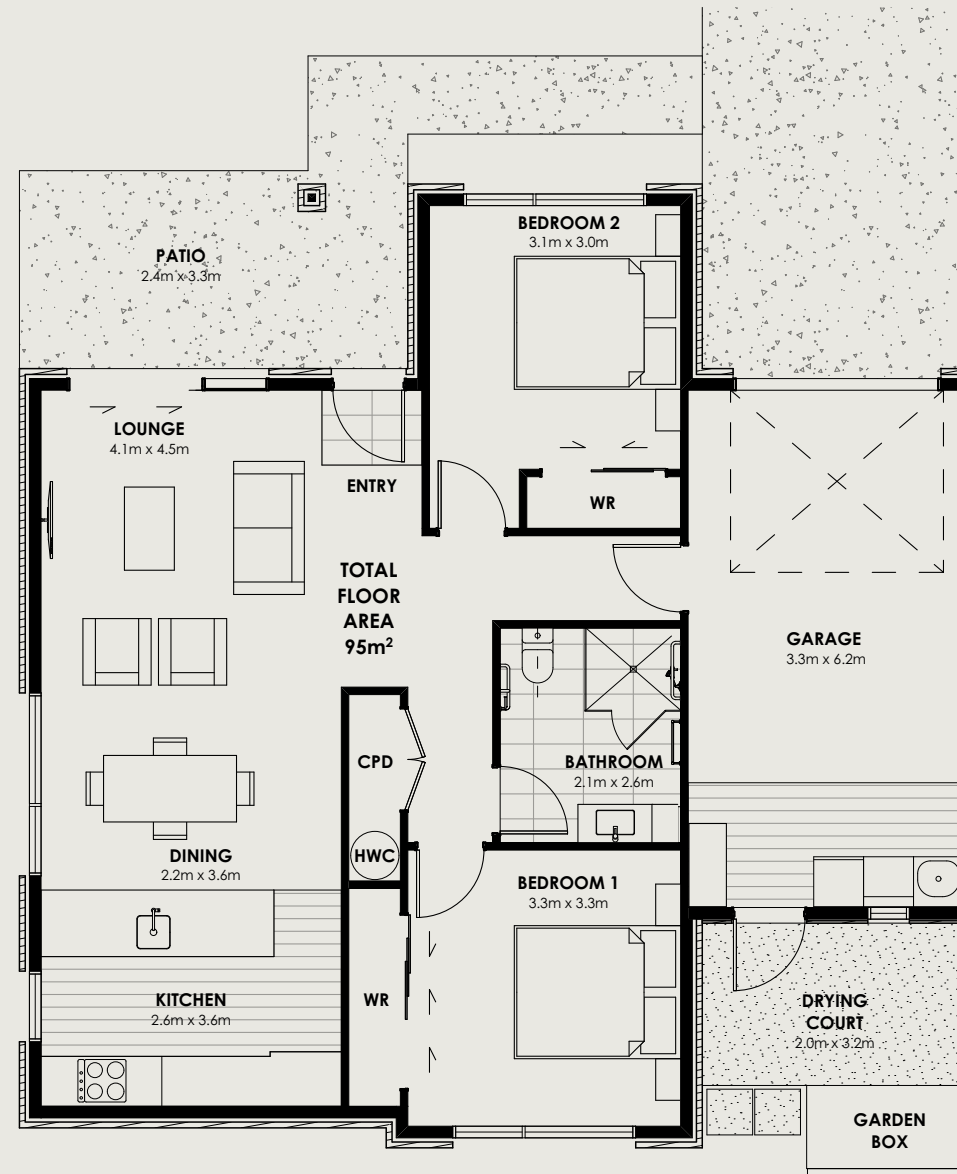 BEDROOM 2
3.1m x 3.0m
PATIO
2.4m x 3.3m
LOUNGE
4.1m x 4.5m
ENTRY
WR
TOTAL
FLOOR
AREA
95m²
GARAGE
3.3m x 6.2m
CPD
BATHROOM
2.1m x 2.6m
HWC
DINING
2.2m x 3.6m
BEDROOM 1
3.3m x 3.3m
KITCHEN
2.6m x 3.6m
WR
DRYING
COURT
2.0m x 3.2m
GARDEN
BOX